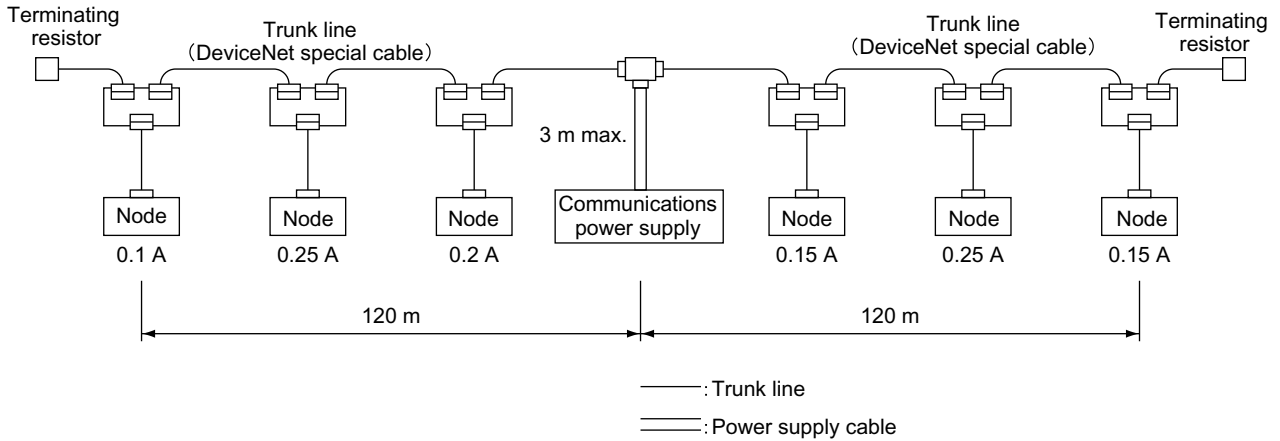 Terminating
resistor
Trunk line
(DeviceNet special cable)
Trunk line
(DeviceNet special cable)
Terminating
resistor
3 m max.
Node
Node
Node
Communications
power supply
Node
Node
Node
0.1 A
0.25 A
0.2 A
0.15 A
0.25 A
0.15 A
120 m
120 m
: Trunk line
: Power supply cable